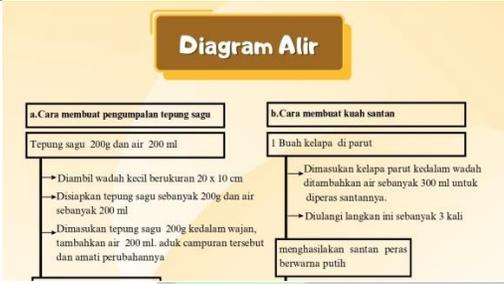 Diagram Alir
a.Cara membuat pengumpalan tepung sagu
Tepung sagu 200g dan air 200 ml
Diambil wadah kecil berukuran 20 x 10 cm
Disiapkan tepung sagu sebanyak 200g dan air
sebanyak 200 ml
Dimasukan tepung sagu 200g kedalam wajan,
tambahkan air 200 ml. aduk campuran tersebut
dan amati perubahannya
b.Cara membuat kuah santan
1 Buah kelapa di parut
Dimasukan kelapa parut kedalam wadah
ditambahkan air sebanyak 300 ml untuk
diperas santannya.
Diulangi langkan ini sebanyak 3 kali
menghasilakan santan peras
berwarna putih